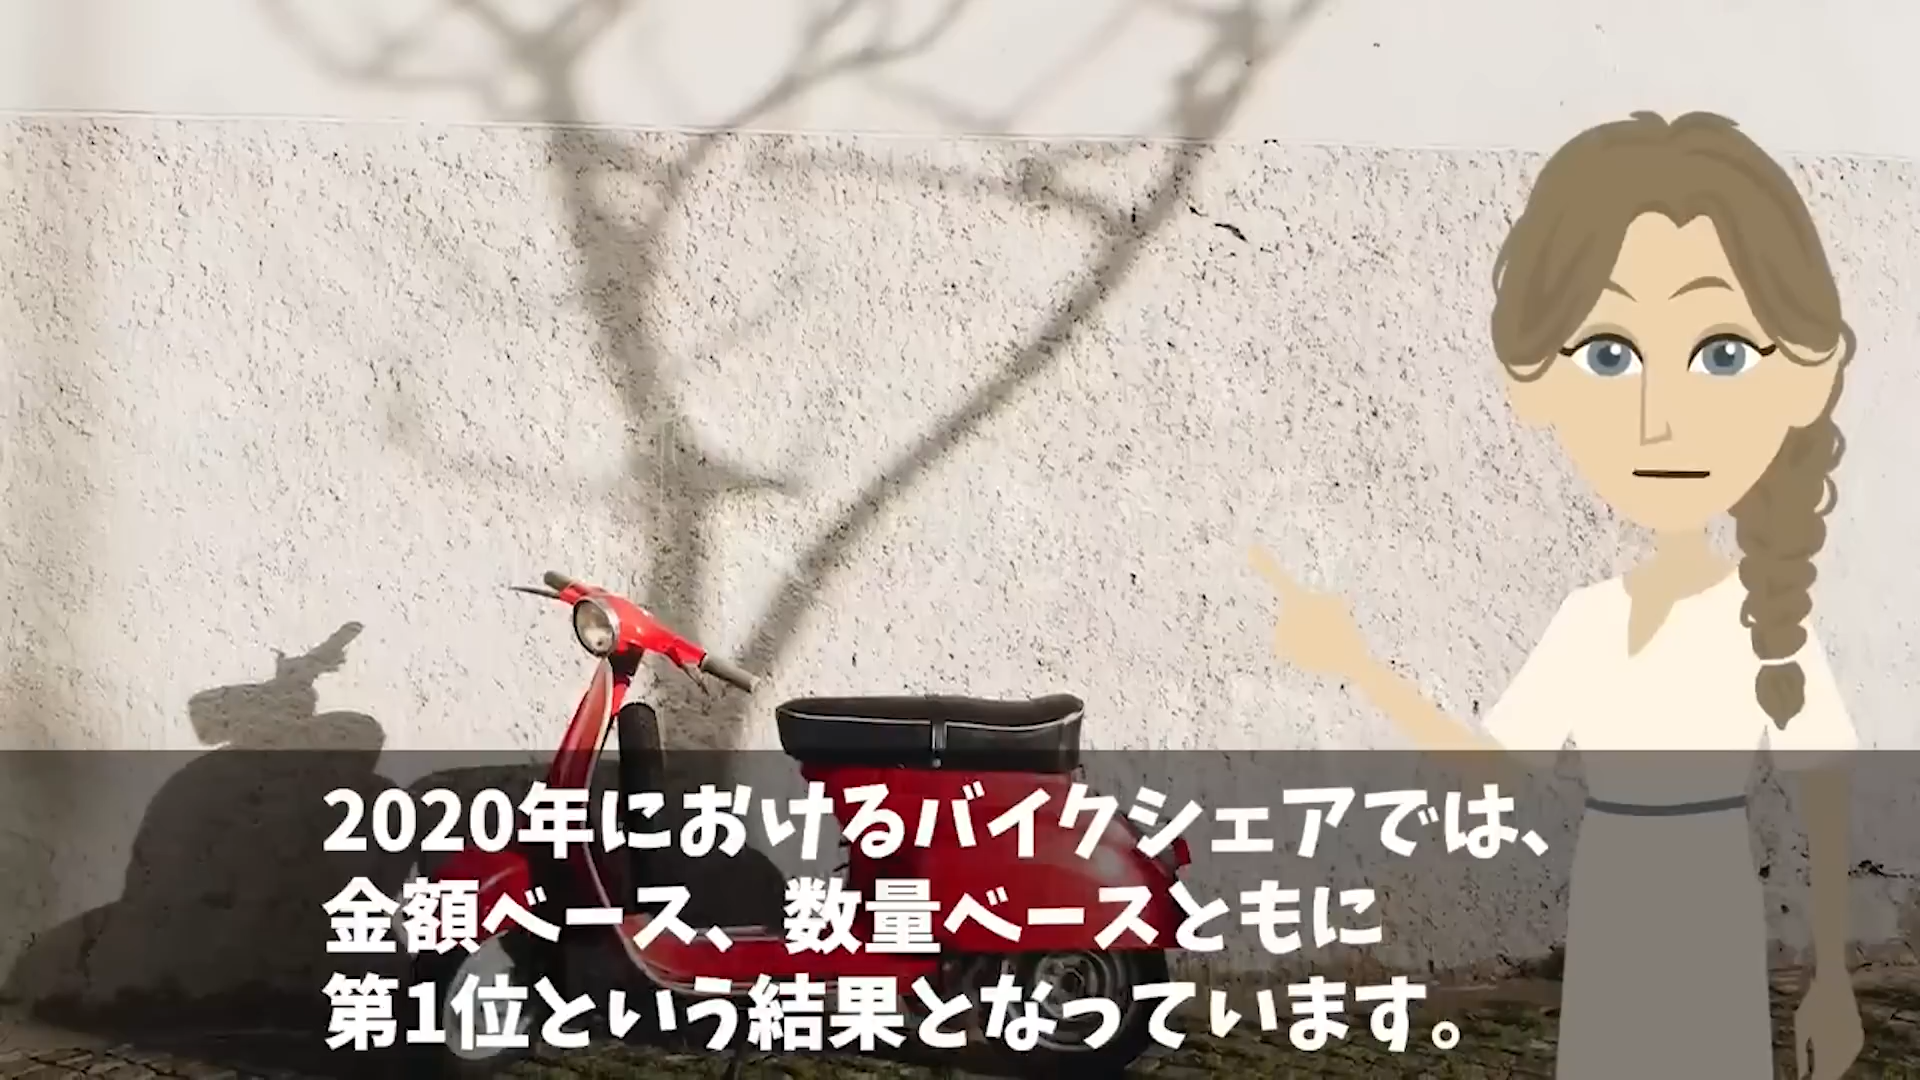 2020年におけるバイクシェアでは、
金額ベース、数量ベースともに
第1位という結果となっています。